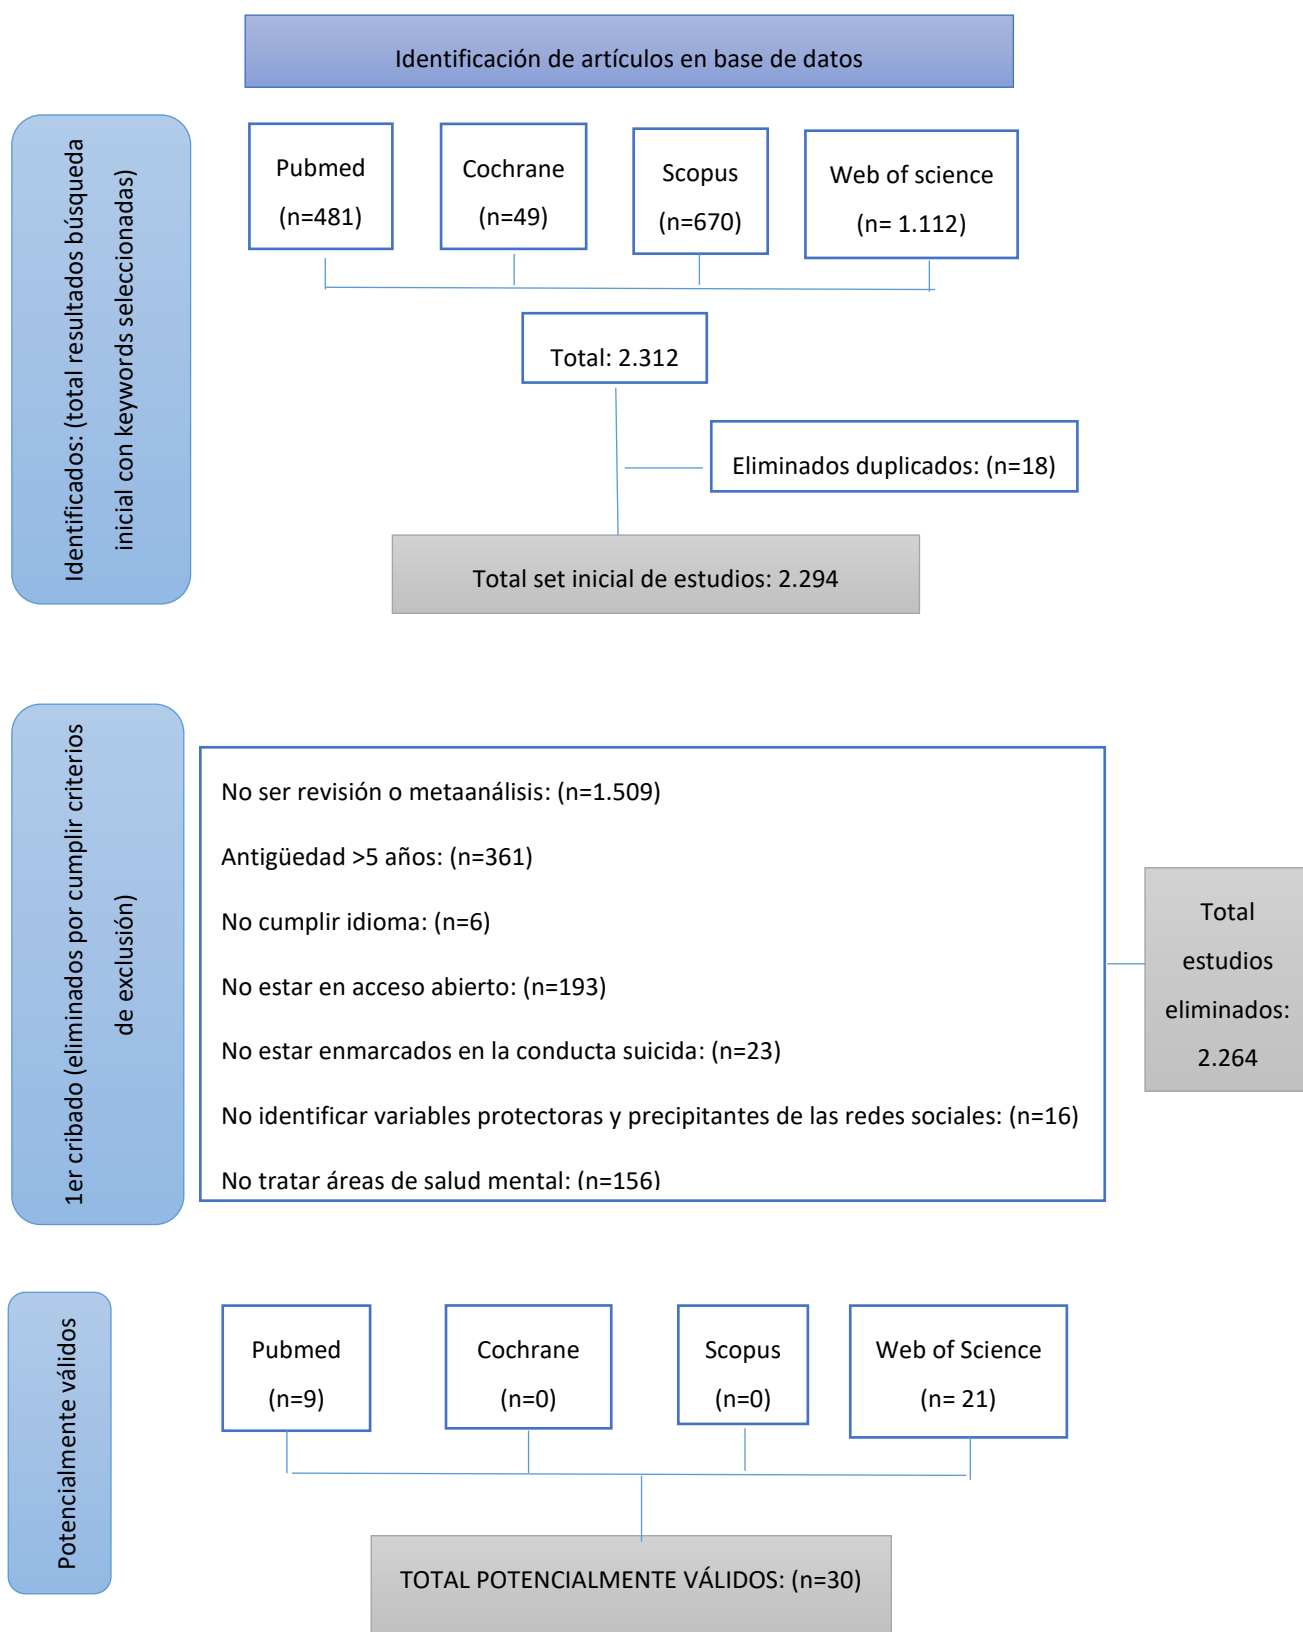 Identificación de artículos en base de datos
Identificados: (total resultados búsqueda
inicial con keywords seleccionadas)
Pubmed
(n=481)
Cochrane
(n=49)
Scopus
(n=670)
Web of science
(n= 1.112)
Total: 2.312
Eliminados duplicados: (n=18)
Total set inicial de estudios: 2.294
1er cribado (eliminados por cumplir criterios
de exclusión)
No ser revisión o metaanálisis: (n=1.509)
Antigüedad >5 años: (n=361)
No cumplir idioma: (n=6)
No estar en acceso abierto: (n=193)
No estar enmarcados en la conducta suicida: (n=23)
No identificar variables protectoras y precipitantes de las redes sociales: (n=16)
No tratar áreas de salud mental: (n=156)
Total
estudios
eliminados:
2.264
Potencialmente válidos
Pubmed
(n=9)
Cochrane
(n=0)
Scopus
(n=0)
Web of Science
(n= 21)
TOTAL POTENCIALMENTE VÁLIDOS: (n=30)